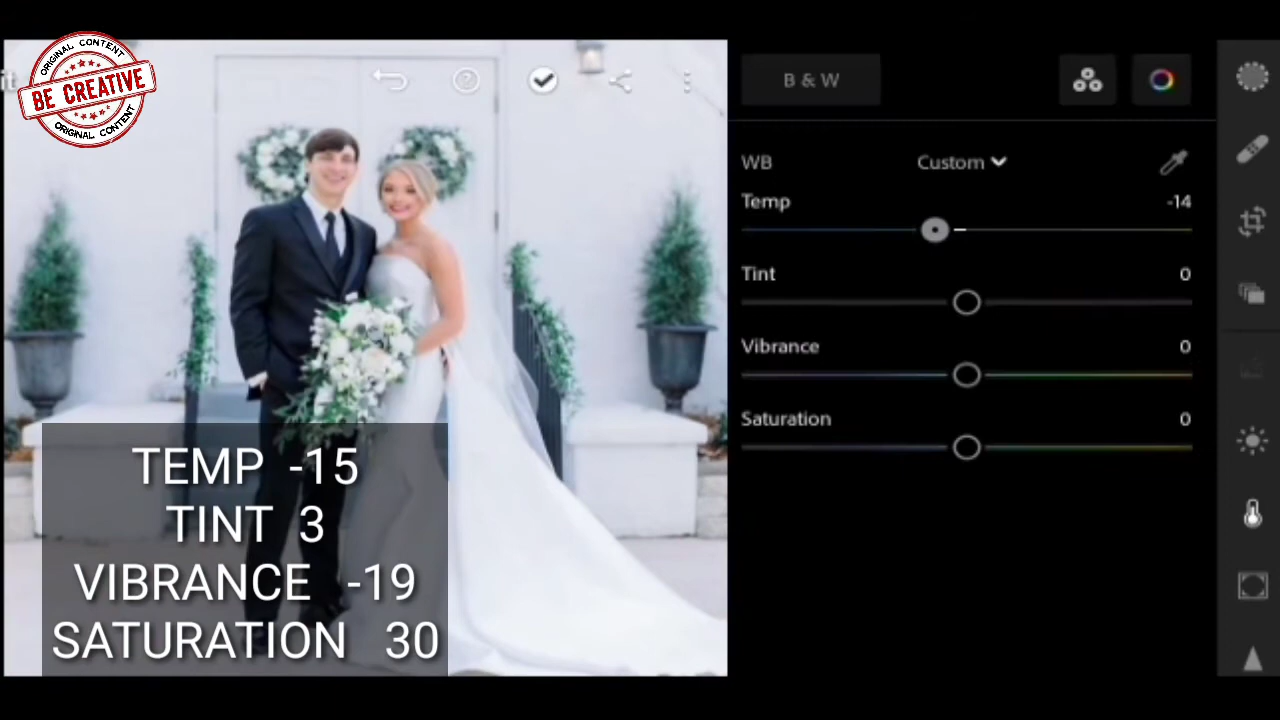 it
ORIGINAL CONTENT
BE CREATIVE
ORIGINAL CONTENT
B & W
WB Custom
Temp -14
Tint 0
Vibrance 0
Saturation 0
TEMP -15
TINT 3
VIBRANCE -19
SATURATION 30